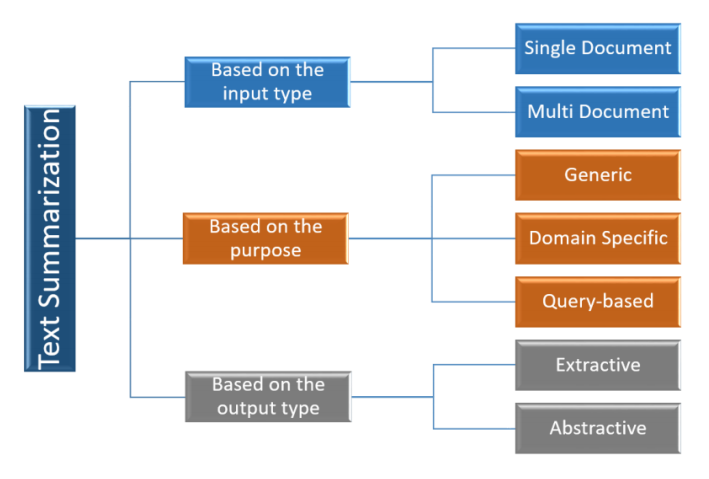 Text Summarization
Based on the
input type
Single Document
Multi Document
Based on the
purpose
Generic
Domain Specific
Query-based
Based on the
output type
Extractive
Abstractive